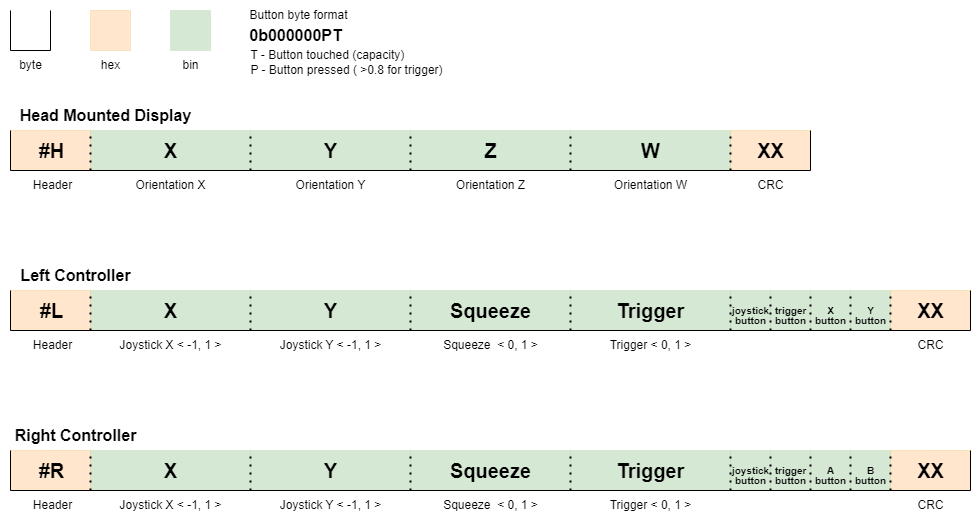 Button byte format
0b000000PT
T - Button touched (capacity)
P - Button pressed ( >0.8 for trigger)
byte
hex
bin
Head Mounted Display
#H X Y Z W XX
Header Orientation X Orientation Y Orientation Z Orientation W CRC
Left Controller
#L X Y Squeeze Trigger joystick button trigger button X button Y button XX
Header Joystick X < -1, 1 > Joystick Y < -1, 1 > Squeeze < 0, 1 > Trigger < 0, 1 > CRC
Right Controller
#R X Y Squeeze Trigger joystick button trigger button A button B button XX
Header Joystick X < -1, 1 > Joystick Y < -1, 1 > Squeeze < 0, 1 > Trigger < 0, 1 > CRC